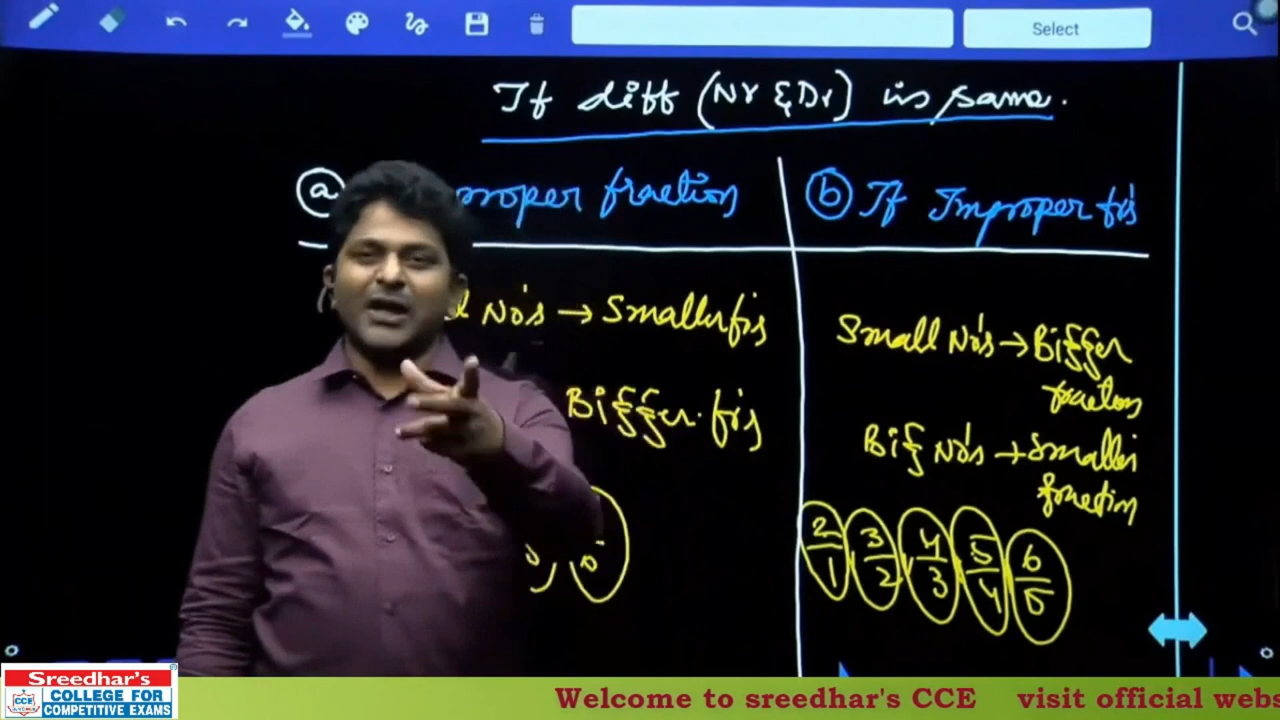 Select
If diff (Nr & Dr) is same.
(a) proper fraction
No's → Smaller fr's
Bigger fr's
(b) If Improper fr's
Small No's → Bigger
fraction
Big No's → Smaller
fraction
2/1 3/2 4/3 5/4 6/5
Sreedhar's
CCE
COLLEGE FOR
COMPETITIVE EXAMS
Welcome to sreedhar's CCE visit official webs